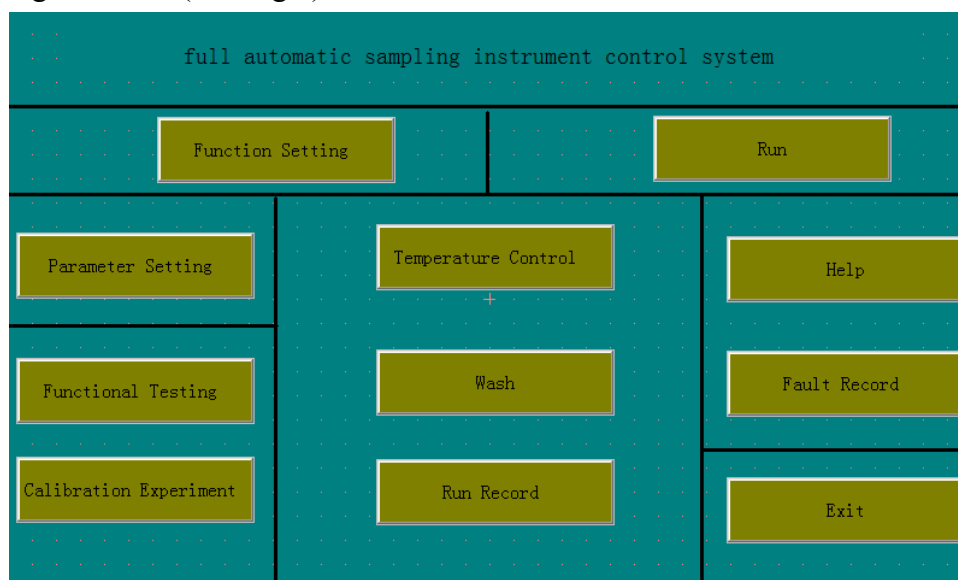 full automatic sampling instrument control system
Function Setting
Run
Parameter Setting
Temperature Control
Help
Functional Testing
Wash
Fault Record
Calibration Experiment
Run Record
Exit